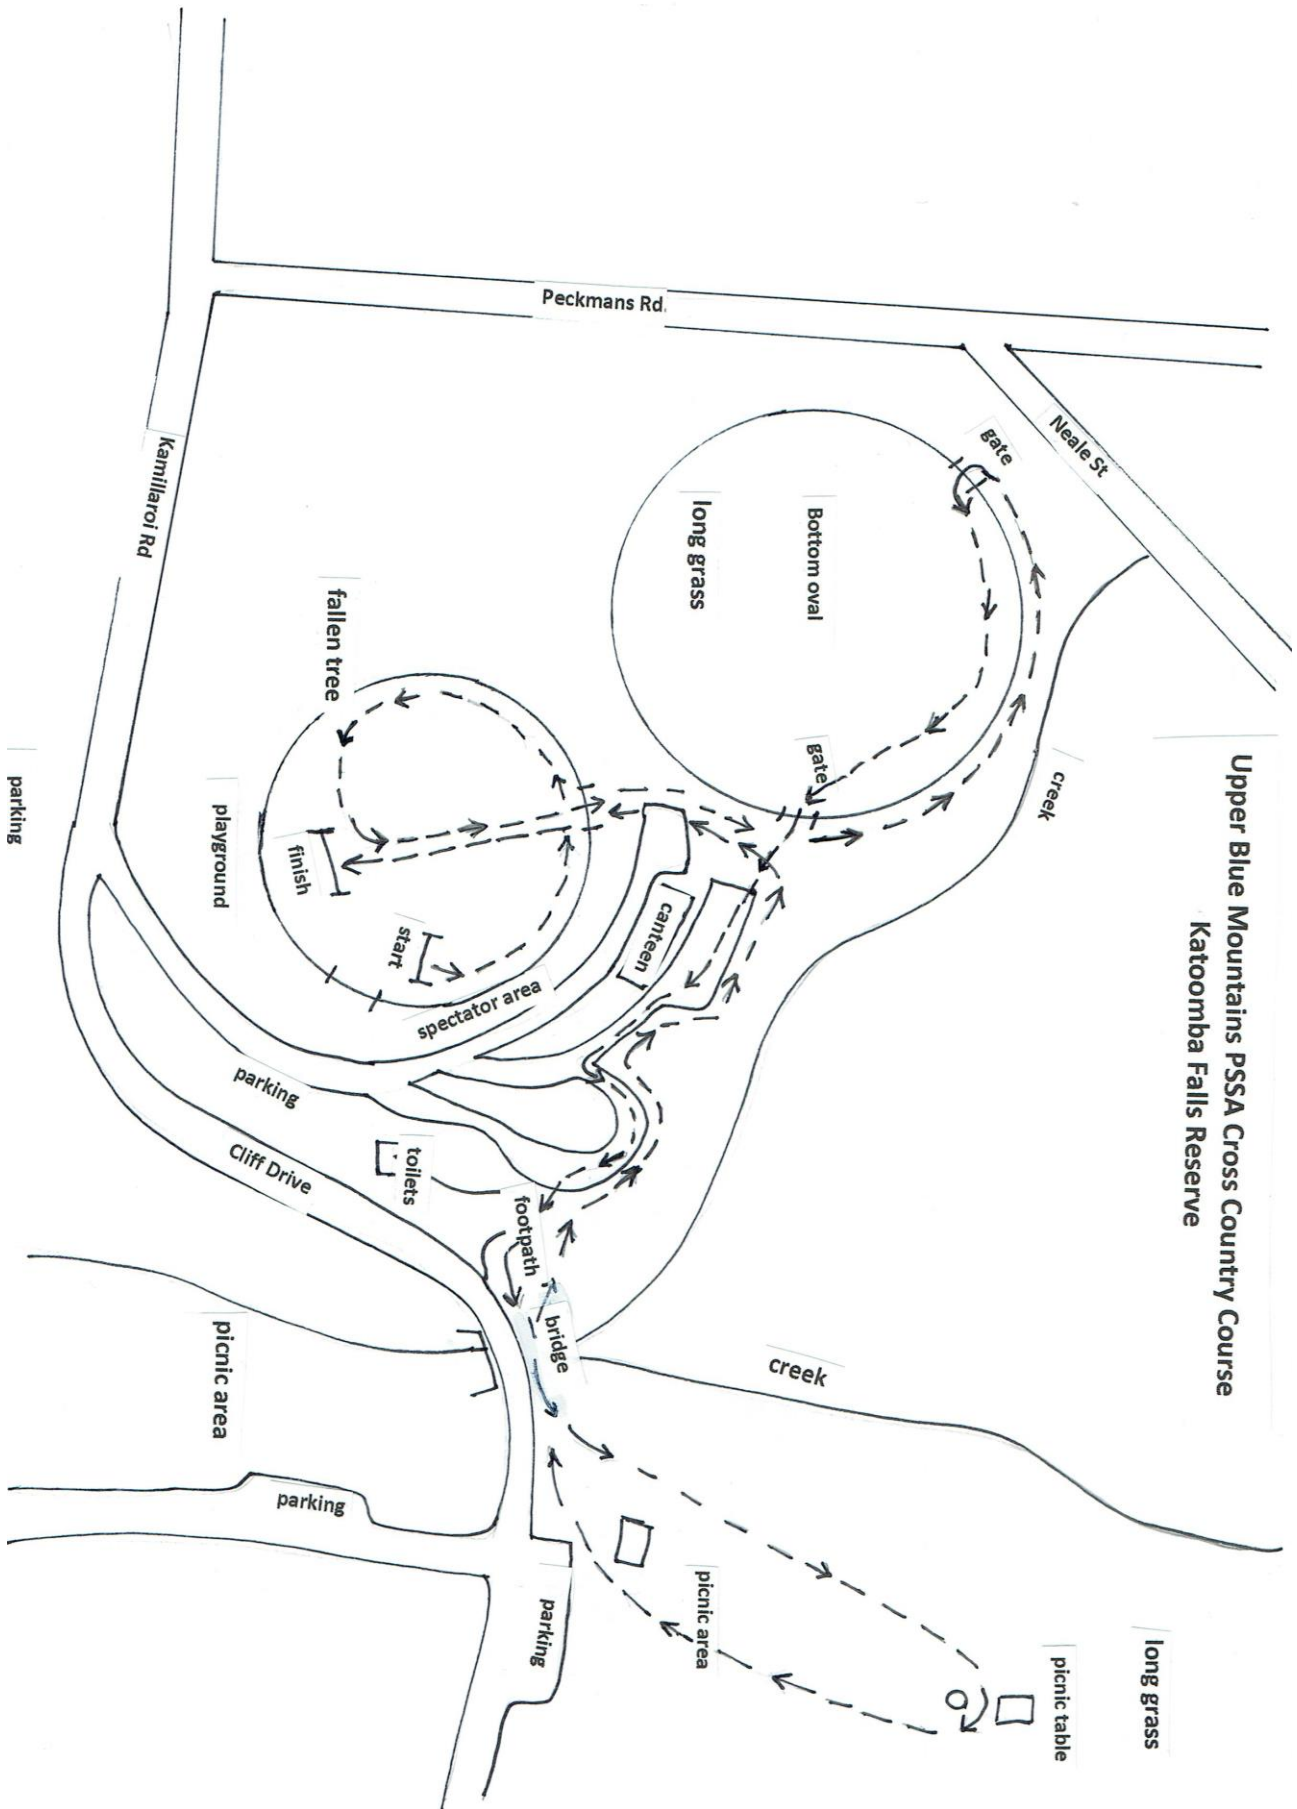 Upper Blue Mountains PSSA Cross Country Course
Katoomba Falls Reserve
long grass
picnic table
creek
Neale St
gate
creek
gate
Bottom oval
long grass
picnic area
canteen
Peckmans Rd.
bridge
parking
footpath
spectator area
toilets
start
fallen tree
finish
parking
playground
Cliff Drive
parking
picnic area
Kamillaroi Rd
parking